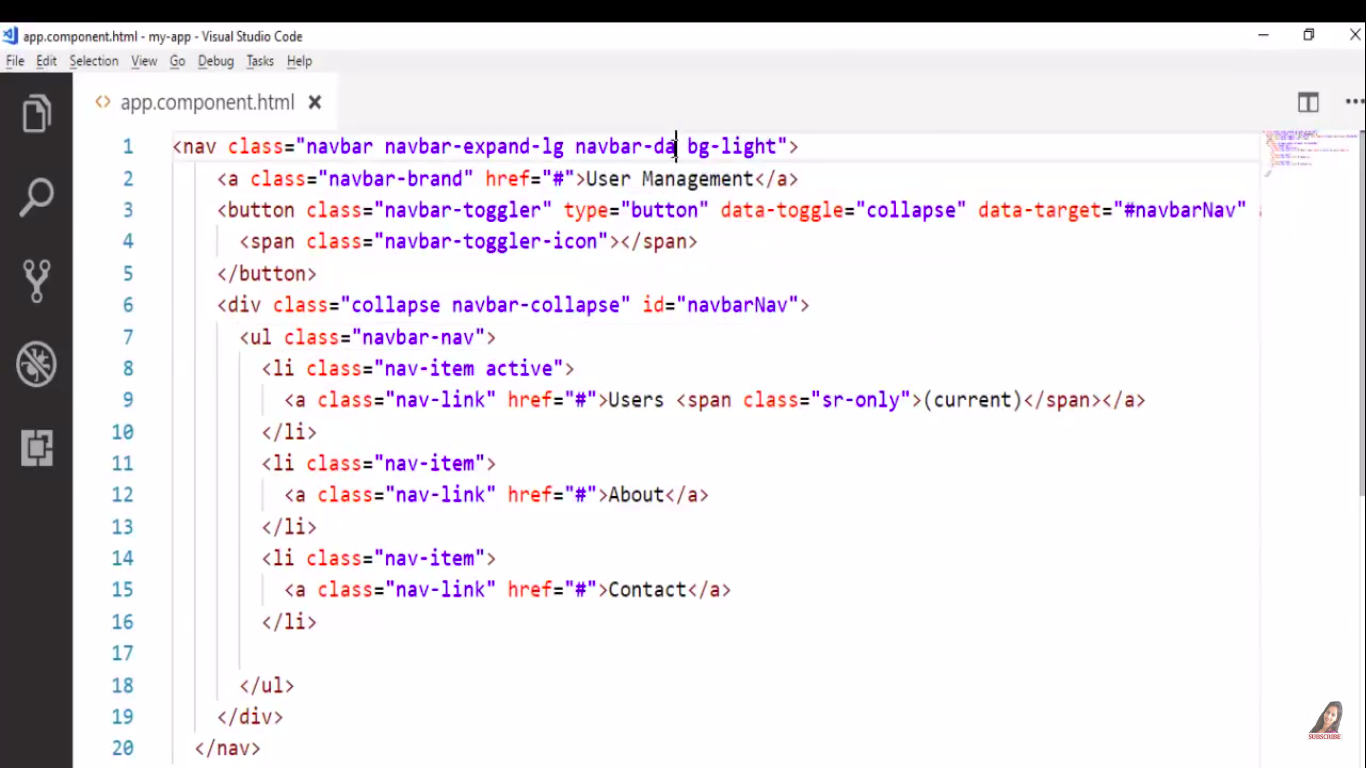 app.component.html - my-app - Visual Studio Code
File Edit Selection View Go Debug Tasks Help
<> app.component.html
1 <nav class="navbar navbar-expand-lg navbar-da bg-light">
2 <a class="navbar-brand" href="#">User Management</a>
3 <button class="navbar-toggler" type="button" data-toggle="collapse" data-target="#navbarNav"
4 <span class="navbar-toggler-icon"></span>
5 </button>
6 <div class="collapse navbar-collapse" id="navbarNav">
7 <ul class="navbar-nav">
8 <li class="nav-item active">
9 <a class="nav-link" href="#">Users <span class="sr-only">(current)</span></a>
10 </li>
11 <li class="nav-item">
12 <a class="nav-link" href="#">About</a>
13 </li>
14 <li class="nav-item">
15 <a class="nav-link" href="#">Contact</a>
16 </li>
17
18 </ul>
19 </div>
20 </nav>
SUBSCRIBE